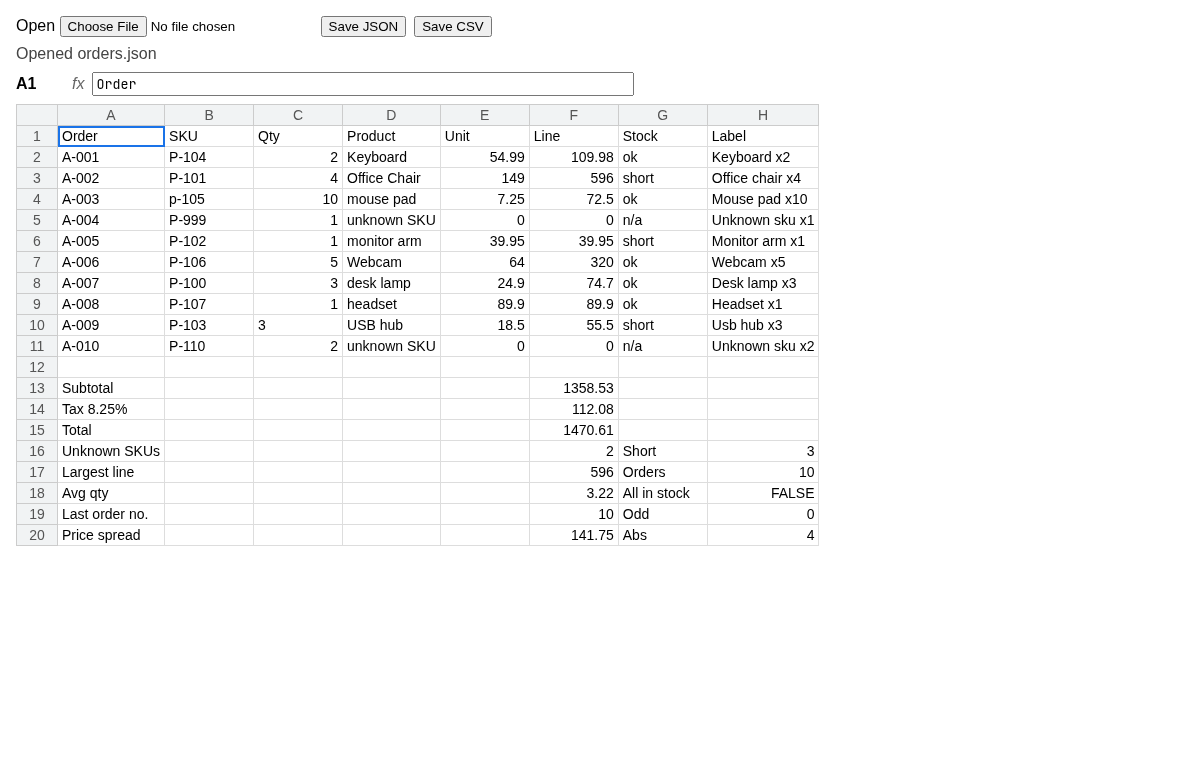 Open Choose File No file chosen Save JSON Save CSV
Opened orders.json
A1 fx Order
A B C D E F G H
1 Order SKU Qty Product Unit Line Stock Label
2 A-001 P-104 2 Keyboard 54.99 109.98 ok Keyboard x2
3 A-002 P-101 4 Office Chair 149 596 short Office chair x4
4 A-003 p-105 10 mouse pad 7.25 72.5 ok Mouse pad x10
5 A-004 P-999 1 unknown SKU 0 0 n/a Unknown sku x1
6 A-005 P-102 1 monitor arm 39.95 39.95 short Monitor arm x1
7 A-006 P-106 5 Webcam 64 320 ok Webcam x5
8 A-007 P-100 3 desk lamp 24.9 74.7 ok Desk lamp x3
9 A-008 P-107 1 headset 89.9 89.9 ok Headset x1
10 A-009 P-103 3 USB hub 18.5 55.5 short Usb hub x3
11 A-010 P-110 2 unknown SKU 0 0 n/a Unknown sku x2
12
13 Subtotal 1358.53
14 Tax 8.25% 112.08
15 Total 1470.61
16 Unknown SKUs 2 Short 3
17 Largest line 596 Orders 10
18 Avg qty 3.22 All in stock FALSE
19 Last order no. 10 Odd 0
20 Price spread 141.75 Abs 4